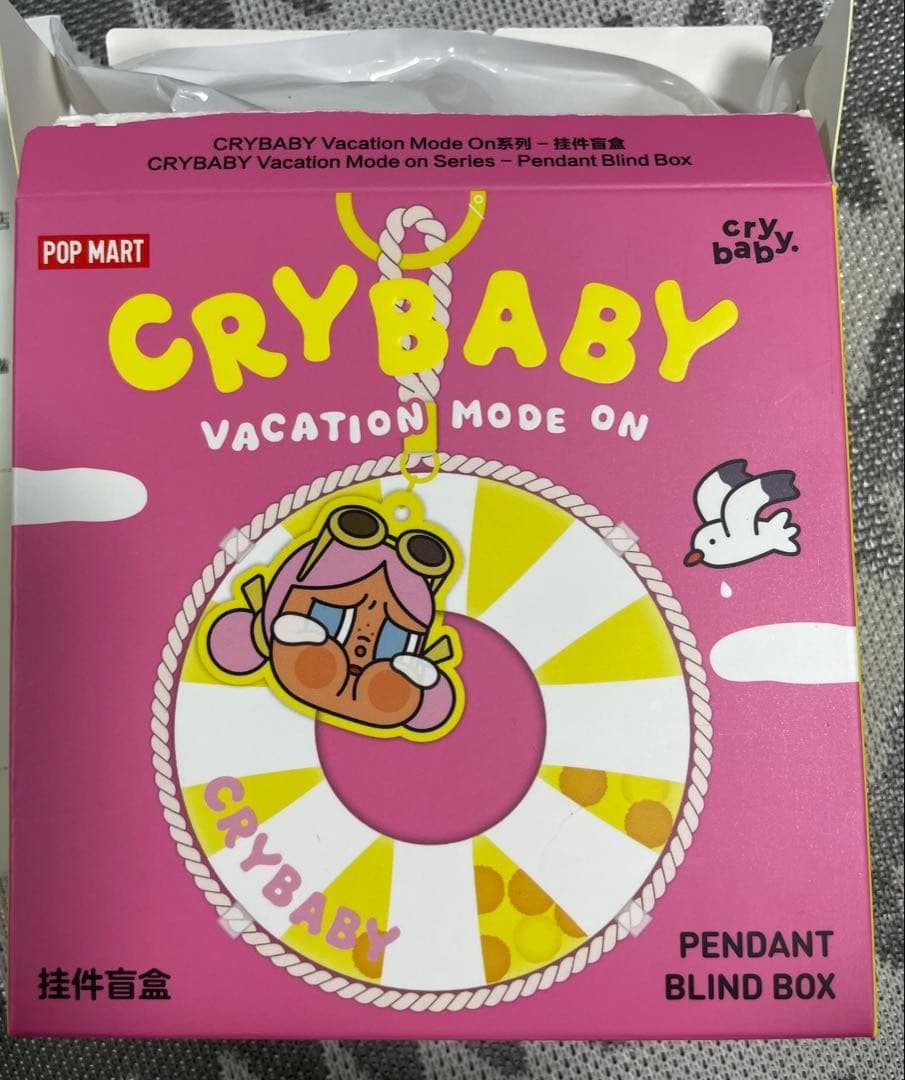 CRYBABY Vacation Mode On系列 – 挂件盲盒
CRYBABY Vacation Mode on Series – Pendant Blind Box
POP MART
cry
baby.
CRYBABY
VACATION MODE ON
CRYBABY
挂件盲盒
PENDANT
BLIND BOX